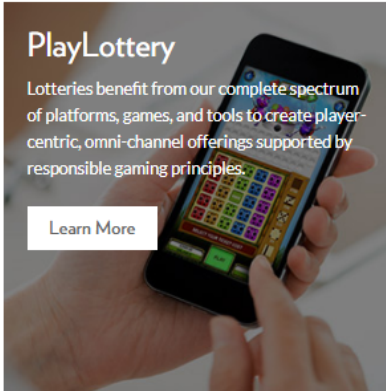 PlayLottery
Lotteries benefit from our complete spectrum
of platforms, games, and tools to create player-
centric, omni-channel offerings supported by
responsible gaming principles.
Learn More